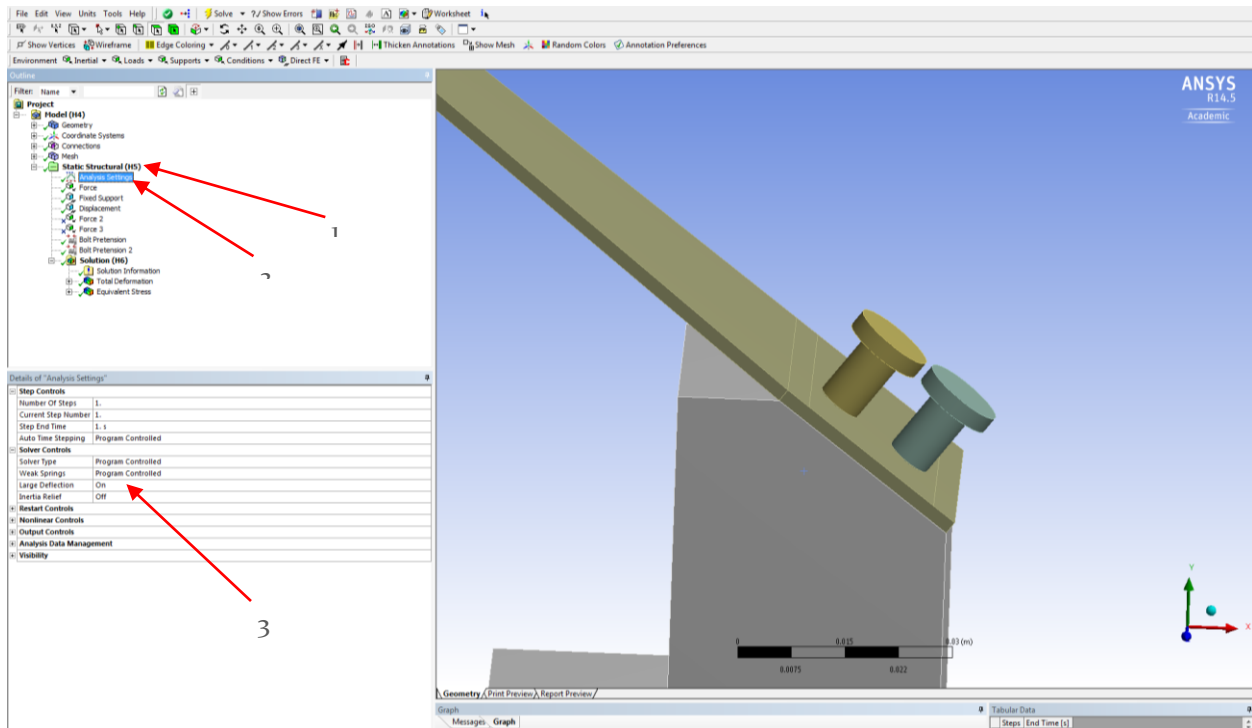 File Edit View Units Tools Help Solve ?/ Show Errors Worksheet
Show Vertices Wireframe Edge Coloring Thicken Annotations Show Mesh Random Colors Annotation Preferences
Environment Inertial Loads Supports Conditions Direct FE
Outline
Filter: Name
Project
Model (H4)
Geometry
Coordinate Systems
Connections
Mesh
Static Structural (H5)
Analysis Settings
Force
Fixed Support
Displacement
Force 2
Force 3
Bolt Pretension
Bolt Pretension 2
Solution (H6)
Solution Information
Total Deformation
Equivalent Stress
1
2
Details of "Analysis Settings"
Step Controls
Number Of Steps 1.
Current Step Number 1.
Step End Time 1. s
Auto Time Stepping Program Controlled
Solver Controls
Solver Type Program Controlled
Weak Springs Program Controlled
Large Deflection On
Inertia Relief Off
Restart Controls
Nonlinear Controls
Output Controls
Analysis Data Management
Visibility
3
ANSYS
R14.5
Academic
Y
X
0 0.015 0.03 (m)
0.0075 0.022
Geometry Print Preview Report Preview
Graph
Messages Graph
Tabular Data
Steps End Time [s]